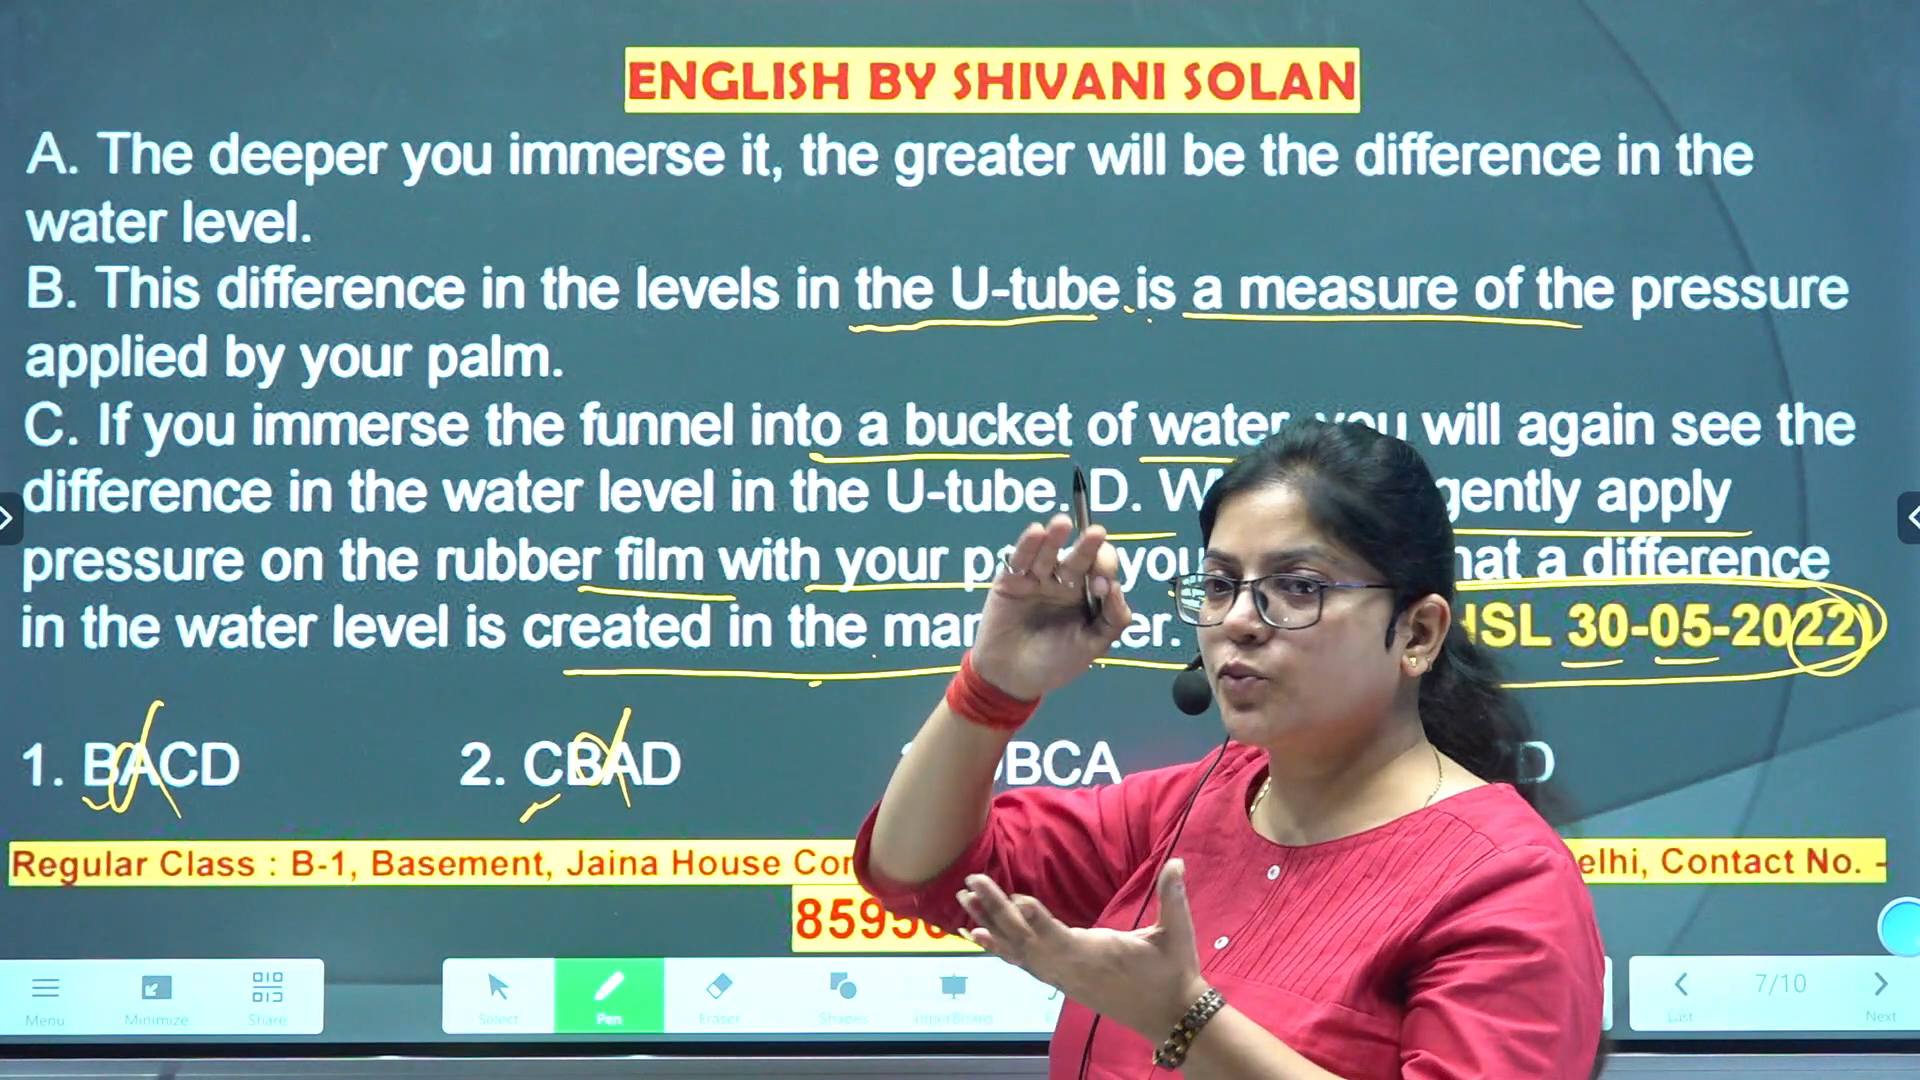 ENGLISH BY SHIVANI SOLAN
A. The deeper you immerse it, the greater will be the difference in the
water level.
B. This difference in the levels in the U-tube is a measure of the pressure
applied by your palm.
C. If you immerse the funnel into a bucket of water, you will again see the
difference in the water level in the U-tube. D. gently apply
pressure on the rubber film with your you a difference
in the water level is created in the HSL 30-05-2022)
1. BACD 2. CBAD DBCA
Regular Class : B-1, Basement, Jaina House Contact No. -
Menu Minimize Share Select Pen Eraser Shapes Last 7/10 Next